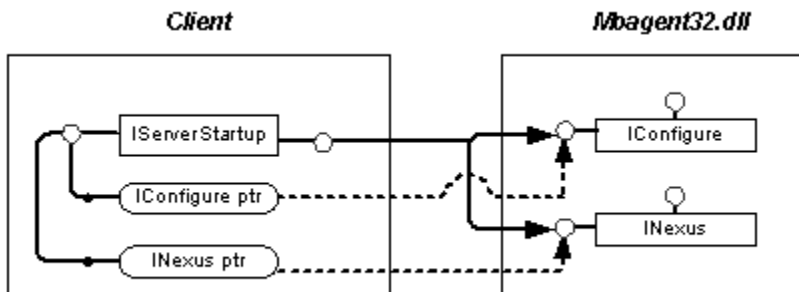 Client
Mbagent32.dll
IServerStartup
IConfigure
IConfigure ptr
INexus
INexus ptr